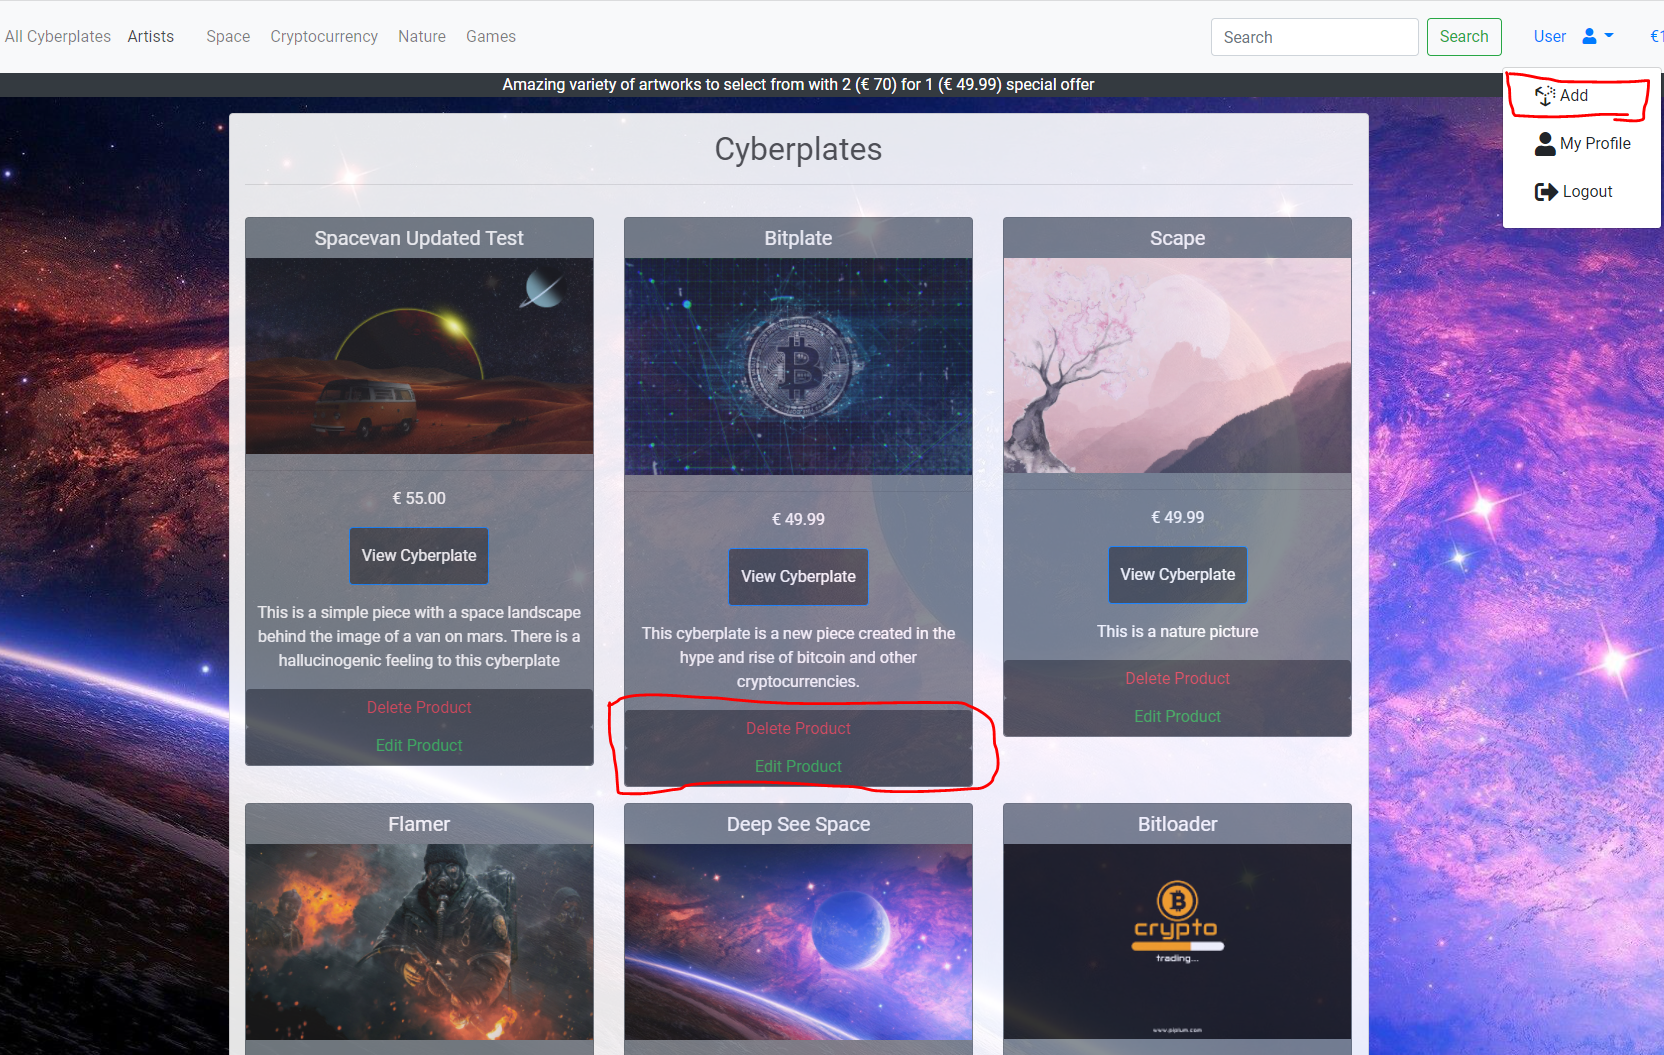 All Cyberplates Artists Space Cryptocurrency Nature Games Search Search User €1
Amazing variety of artworks to select from with 2 (€ 70) for 1 (€ 49.99) special offer
Add
My Profile
Logout
Cyberplates
Spacevan Updated Test
€ 55.00
View Cyberplate
This is a simple piece with a space landscape
behind the image of a van on mars. There is a
hallucinogenic feeling to this cyberplate
Delete Product
Edit Product
Bitplate
€ 49.99
View Cyberplate
This cyberplate is a new piece created in the
hype and rise of bitcoin and other
cryptocurrencies.
Delete Product
Edit Product
Scape
€ 49.99
View Cyberplate
This is a nature picture
Delete Product
Edit Product
Flamer
Deep See Space
Bitloader
crypto
trading...
www.piplum.com